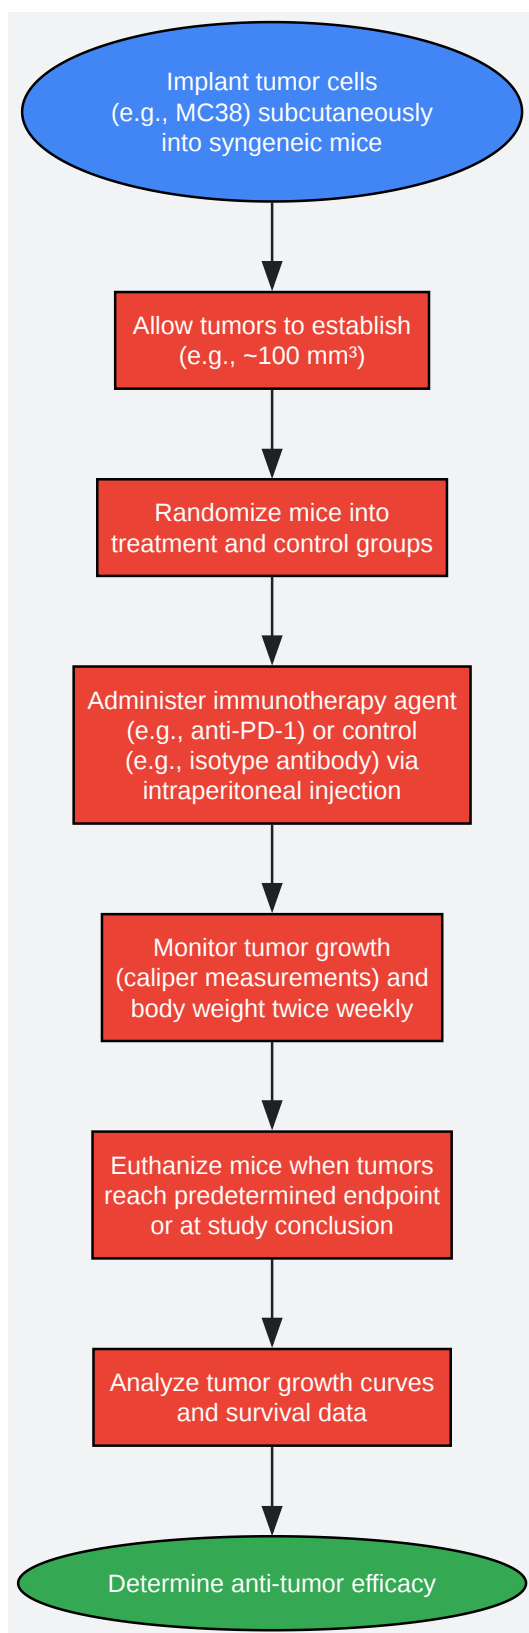 Implant tumor cells
(e.g., MC38) subcutaneously
into syngeneic mice
Allow tumors to establish
(e.g., ~100 mm³)
Randomize mice into
treatment and control groups
Administer immunotherapy agent
(e.g., anti-PD-1) or control
(e.g., isotype antibody) via
intraperitoneal injection
Monitor tumor growth
(caliper measurements) and
body weight twice weekly
Euthanize mice when tumors
reach predetermined endpoint
or at study conclusion
Analyze tumor growth curves
and survival data
Determine anti-tumor efficacy